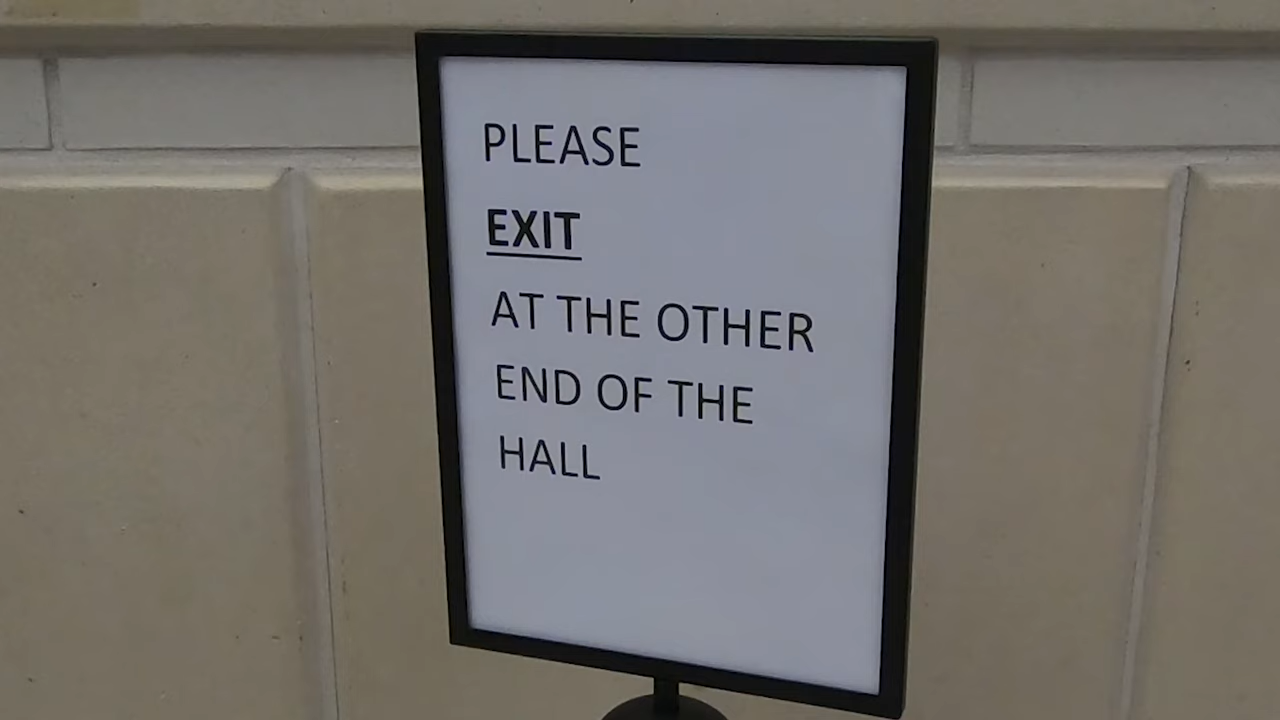 PLEASE
EXIT
AT THE OTHER
END OF THE
HALL